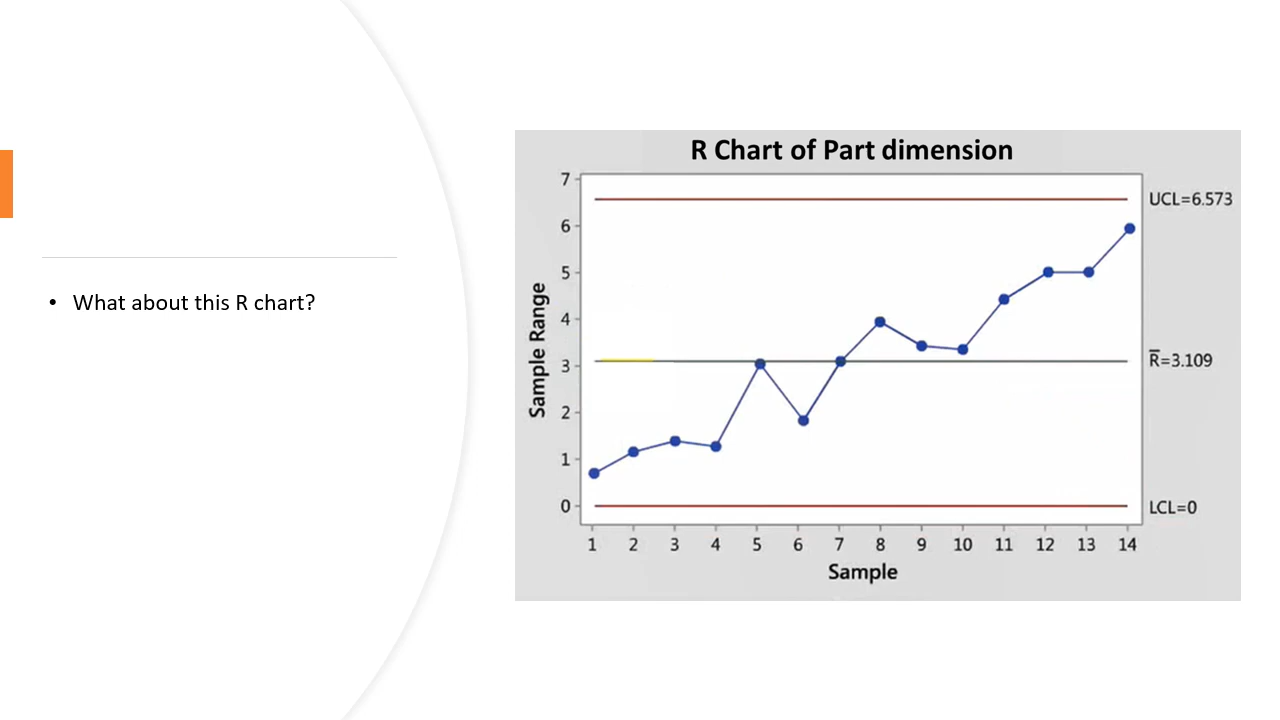 • What about this R chart?
R Chart of Part dimension
Sample Range
7
6
5
4
3
2
1
0
UCL=6.573
R̅=3.109
LCL=0
1 2 3 4 5 6 7 8 9 10 11 12 13 14
Sample